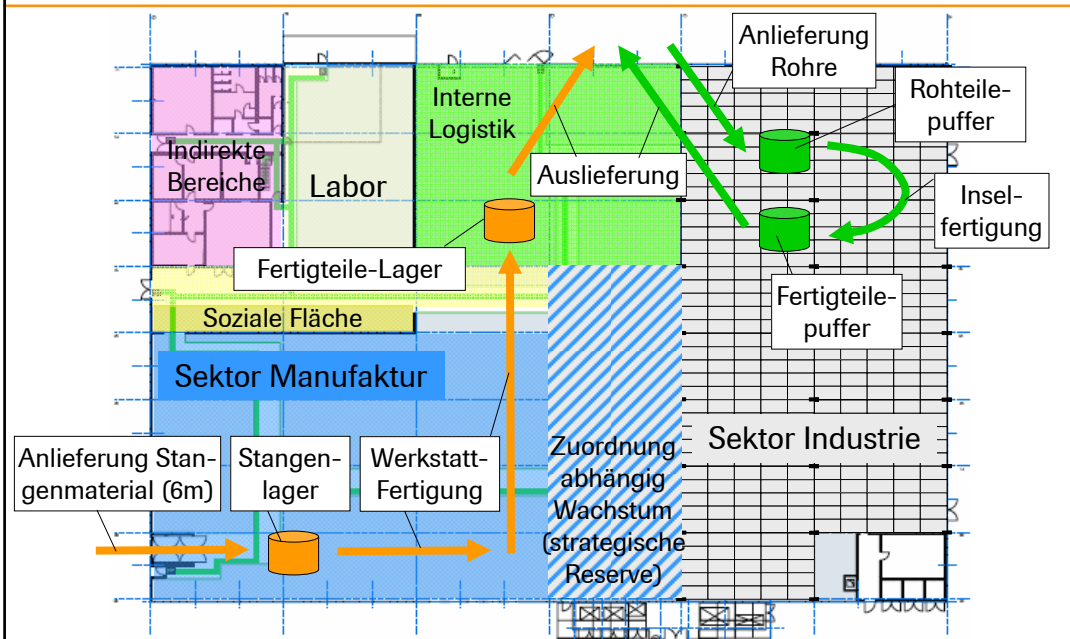 Anlieferung
Rohre
Rohteile-
puffer
Interne
Logistik
Indirekte
Bereiche
Labor
Auslieferung
Insel-
fertigung
Fertigteile-Lager
Fertigteile-
puffer
Soziale Fläche
Sektor Manufaktur
Sektor Industrie
Anlieferung Stan-
genmaterial (6m)
Stangen-
lager
Werkstatt-
Fertigung
Zuordnung
abhängig
Wachstum
(strategische
Reserve)